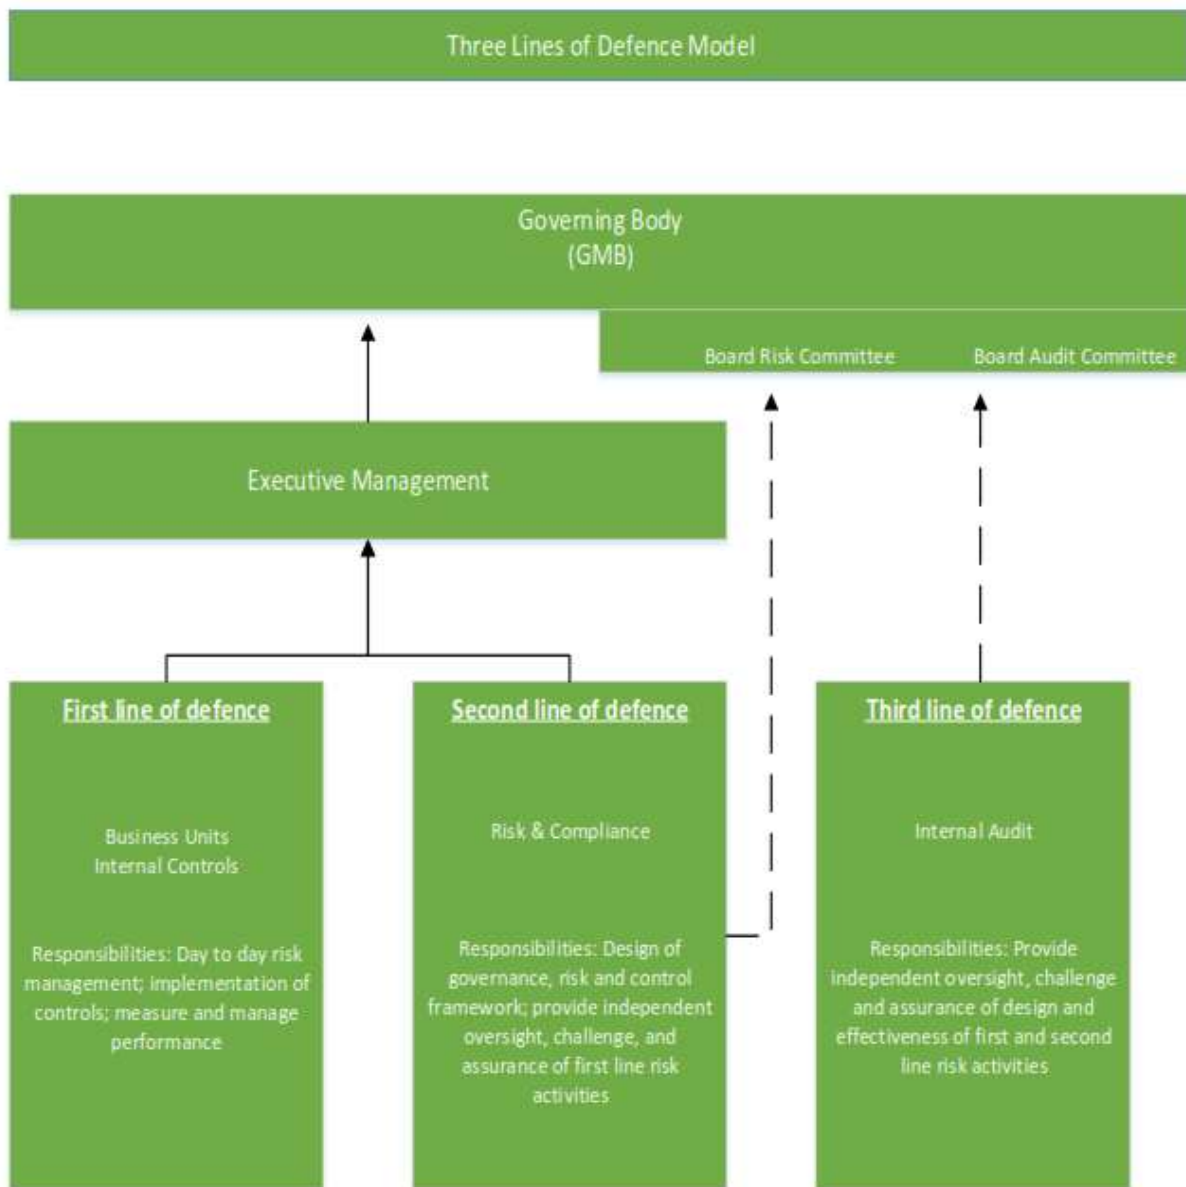 Three Lines of Defence Model
Governing Body
(GMB)
Board Risk Committee
Board Audit Committee
Executive Management
First line of defence
Business Units
Internal Controls
Responsibilities: Day to day risk
management; implementation of
controls; measure and manage
performance
Second line of defence
Risk & Compliance
Responsibilities: Design of
governance, risk and control
framework; provide independent
oversight, challenge, and
assurance of first line risk
activities
Third line of defence
Internal Audit
Responsibilities: Provide
independent oversight, challenge
and assurance of design and
effectiveness of first and second
line risk activities